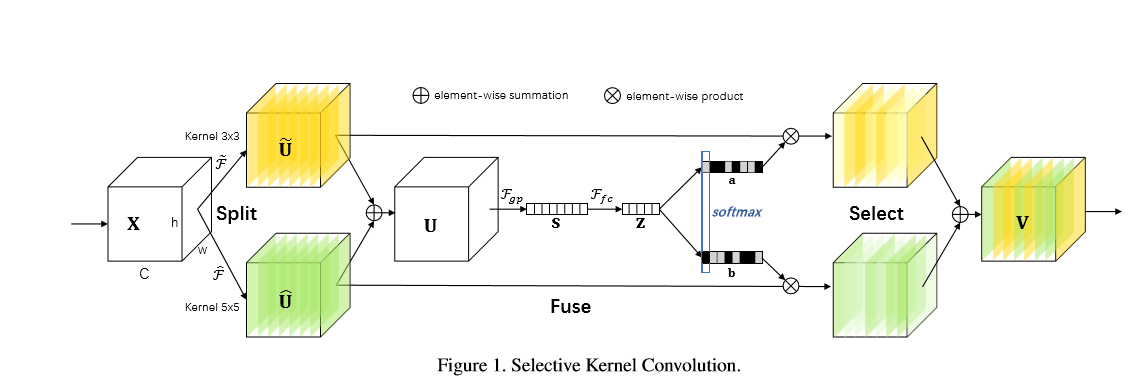 ⊕ element-wise summation
⊗ element-wise product
Kernel 3x3
Ũ
F̃
X
h
w
C
Split
F̂
Kernel 5x5
Û
U
F_gp
S
F_fc
Z
a
softmax
b
Fuse
Select
V
Figure 1. Selective Kernel Convolution.